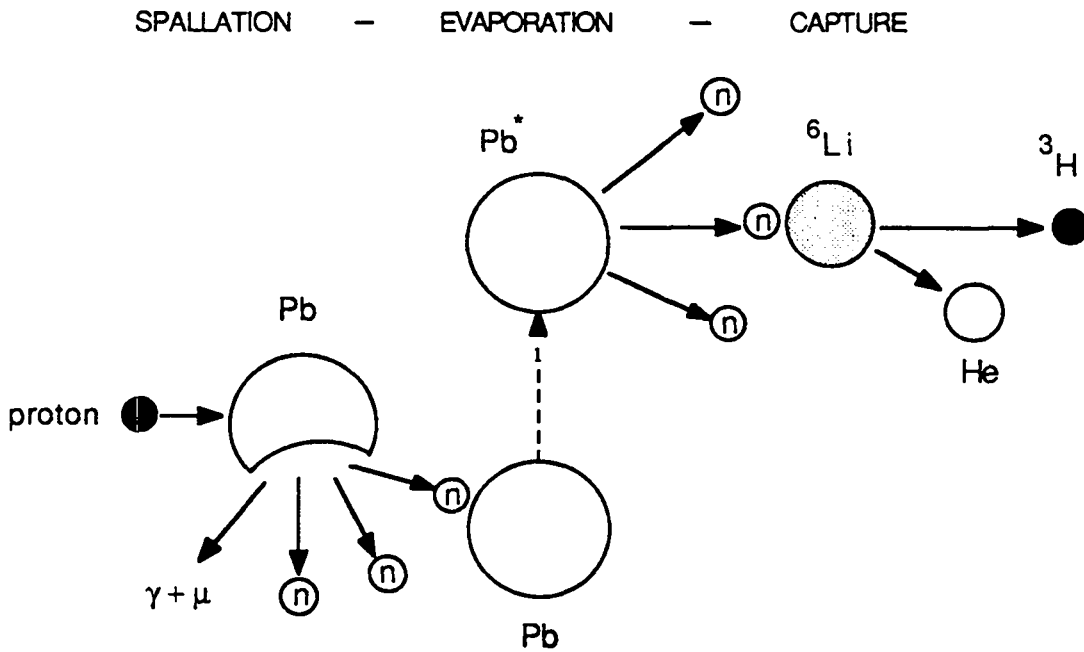 SPALLATION – EVAPORATION – CAPTURE
n
Pb*
⁶Li
³H
n
n
Pb
He
proton
n
n
n
γ + μ
Pb